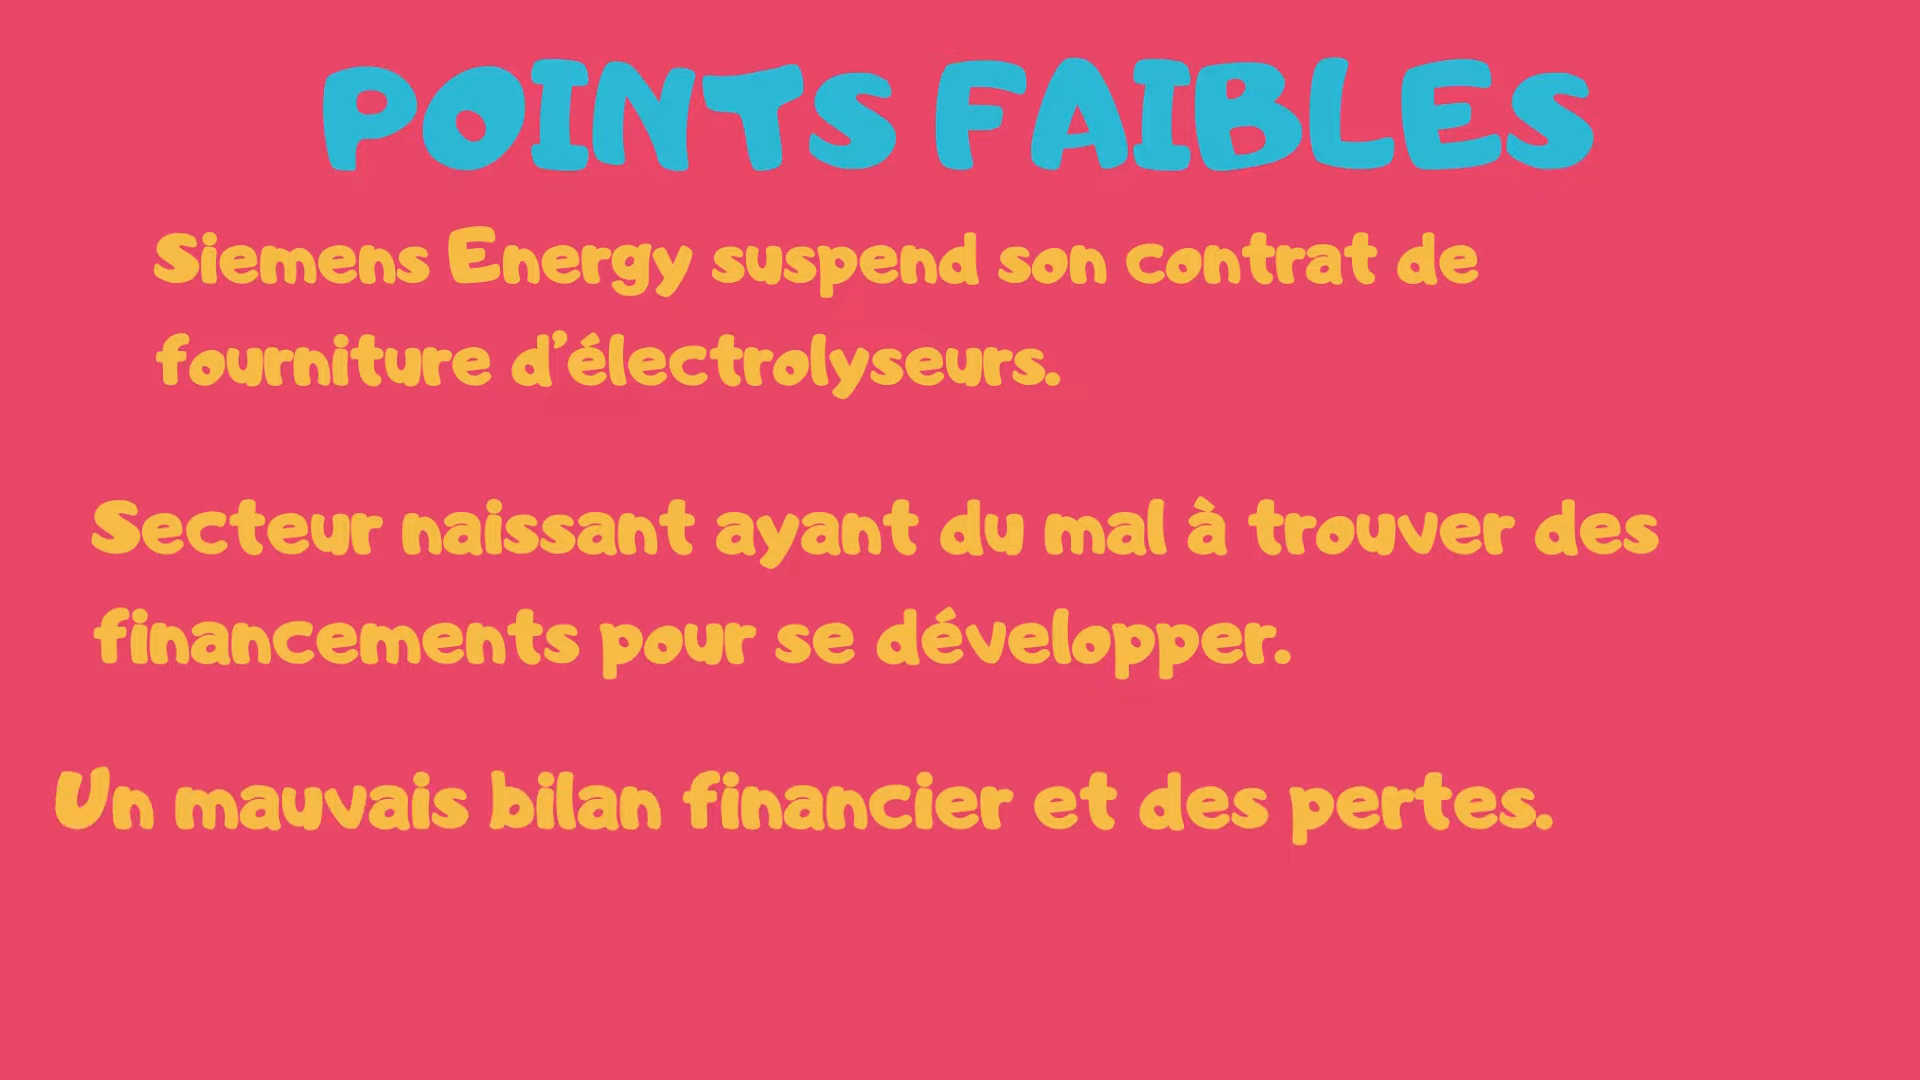 POINTS FAIBLES
Siemens Energy suspend son contrat de
fourniture d’électrolyseurs.
Secteur naissant ayant du mal à trouver des
financements pour se développer.
Un mauvais bilan financier et des pertes.